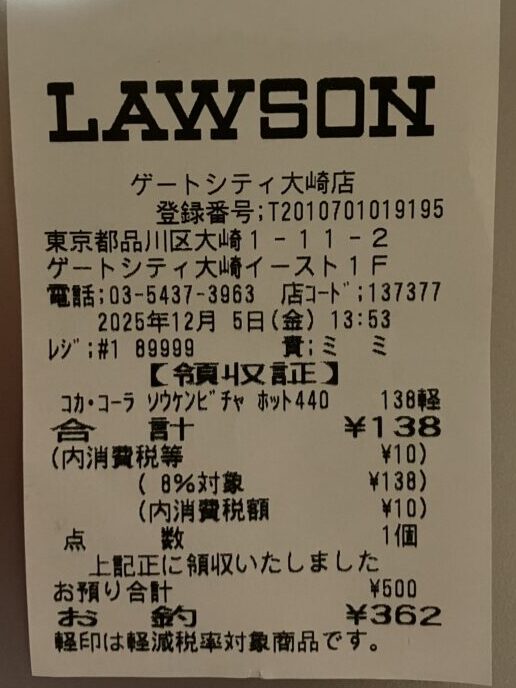 LAWSON
ゲートシティ大崎店
登録番号;T2010701019195
東京都品川区大崎1-11-2
ゲートシティ大崎イースト1F
電話;03-5437-3963 店コード;137377
2025年12月 5日(金) 13:53
レジ;#1 89999 責;ミ ミ
【領収証】
コカ・コーラ ソウケンビチャ ホット440 138軽
合 計 ¥138
(内消費税等 ¥10)
( 8%対象 ¥138)
(内消費税額 ¥10)
点 数 1個
上記正に領収いたしました
お預り合計 ¥500
お 釣 ¥362
軽印は軽減税率対象商品です。